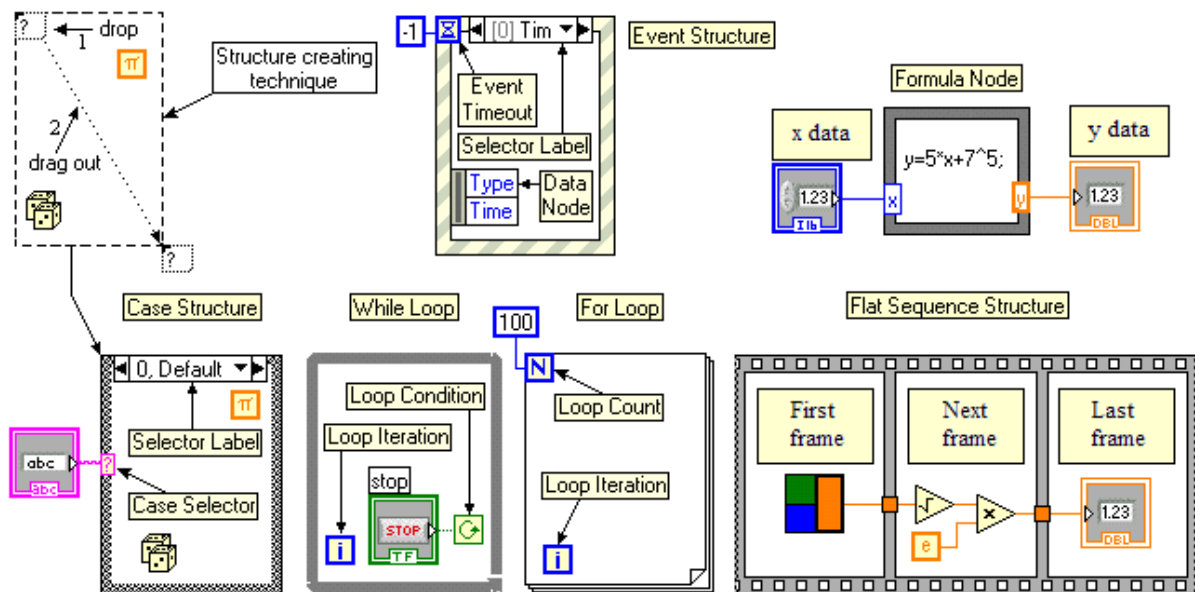 ?
drop
1
π
Structure creating
technique
2
drag out
?
-1
[0] Tim
Event Structure
Event
Timeout
Selector Label
Type
Time
Data
Node
Formula Node
x data
y=5*x+7^5;
y data
1.23
I16
x
y
1.23
DBL
Case Structure
0, Default
π
Selector Label
abc
abc
?
Case Selector
While Loop
Loop Condition
Loop Iteration
stop
STOP
TF
i
For Loop
100
N
Loop Count
Loop Iteration
i
Flat Sequence Structure
First
frame
Next
frame
√
x
e
Last
frame
1.23
DBL